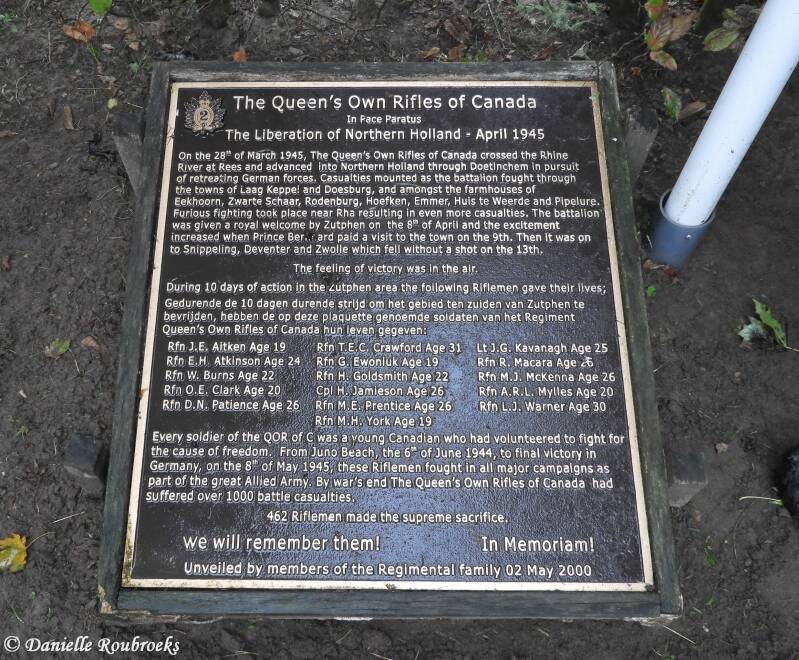 The Queen's Own Rifles of Canada
2
In Pace Paratus
The Liberation of Northern Holland - April 1945
On the 28th of March 1945, The Queen's Own Rifles of Canada crossed the Rhine
River at Rees and advanced into Northern Holland through Doetinchem in pursuit
of retreating German forces. Casualties mounted as the battalion fought through
the towns of Laag Keppel and Doesburg, and amongst the farmhouses of
Eekhoorn, Zwarte Schaar, Rodenburg, Hoefken, Emmer, Huis te Weerde and Pipelure.
Furious fighting took place near Rha resulting in even more casualties. The battalion
was given a royal welcome by Zutphen on the 8th of April and the excitement
increased when Prince Bernard paid a visit to the town on the 9th. Then it was on
to Snippeling, Deventer and Zwolle which fell without a shot on the 13th.
The feeling of victory was in the air.
During 10 days of action in the Zutphen area the following Riflemen gave their lives;
Gedurende de 10 dagen durende strijd om het gebied ten zuiden van Zutphen te
bevrijden, hebben de op deze plaquette genoemde soldaten van het Regiment
Queen's Own Rifles of Canada hun leven gegeven:
Rfn J.E. Aitken Age 19 Rfn T.E.C. Crawford Age 31 Lt J.G. Kavanagh Age 25
Rfn E.H. Atkinson Age 24 Rfn G. Ewoniuk Age 19 Rfn R. Macara Age 26
Rfn W. Burns Age 22 Rfn H. Goldsmith Age 22 Rfn M.J. McKenna Age 26
Rfn O.E. Clark Age 20 Cpl H. Jamieson Age 26 Rfn A.R.L. Mylles Age 20
Rfn D.N. Patience Age 26 Rfn M.E. Prentice Age 26 Rfn L.J. Warner Age 30
Rfn M.H. York Age 19
Every soldier of the QOR of C was a young Canadian who had volunteered to fight for
the cause of freedom. From Juno Beach, the 6th of June 1944, to final victory in
Germany, on the 8th of May 1945, these Riflemen fought in all major campaigns as
part of the great Allied Army. By war's end The Queen's Own Rifles of Canada had
suffered over 1000 battle casualties.
462 Riflemen made the supreme sacrifice.
We will remember them! In Memoriam!
Unveiled by members of the Regimental family 02 May 2000
© Danielle Roubroeks